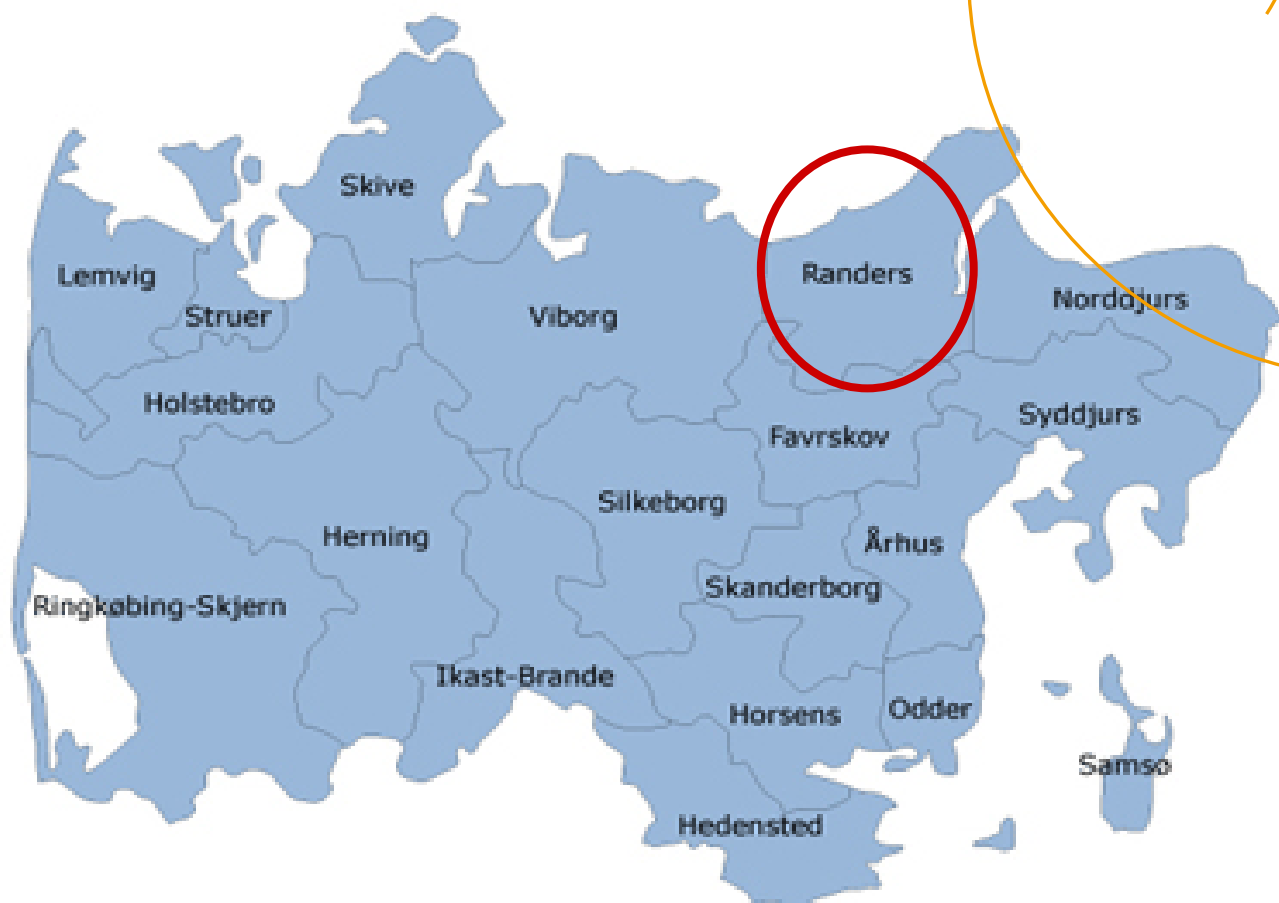 Skive
Lemvig
Randers
Norddjurs
Struer
Viborg
Holstebro
Syddjurs
Favrskov
Silkeborg
Herning
Århus
Skanderborg
Ringkøbing-Skjern
Ikast-Brande
Horsens
Odder
Samsø
Hedensted